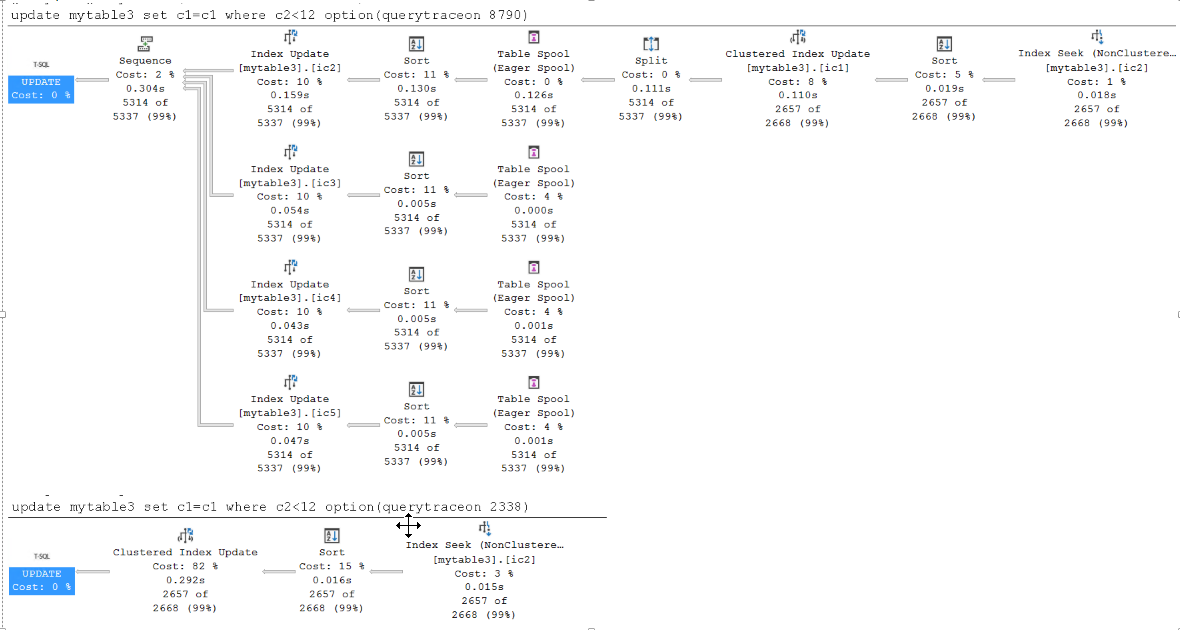 update mytable3 set c1=c1 where c2<12 option(querytraceon 8790)
T-SQL
UPDATE
Cost: 0 %
Sequence
Cost: 2 %
0.304s
5314 of
5337 (99%)
Index Update
[mytable3].[ic2]
Cost: 10 %
0.159s
5314 of
5337 (99%)
Sort
Cost: 11 %
0.130s
5314 of
5337 (99%)
Table Spool
(Eager Spool)
Cost: 0 %
0.126s
5314 of
5337 (99%)
Split
Cost: 0 %
0.111s
5314 of
5337 (99%)
Clustered Index Update
[mytable3].[ic1]
Cost: 8 %
0.110s
2657 of
2668 (99%)
Sort
Cost: 5 %
0.019s
2657 of
2668 (99%)
Index Seek (NonClustere…
[mytable3].[ic2]
Cost: 1 %
0.018s
2657 of
2668 (99%)
Index Update
[mytable3].[ic3]
Cost: 10 %
0.054s
5314 of
5337 (99%)
Sort
Cost: 11 %
0.005s
5314 of
5337 (99%)
Table Spool
(Eager Spool)
Cost: 4 %
0.000s
5314 of
5337 (99%)
Index Update
[mytable3].[ic4]
Cost: 10 %
0.043s
5314 of
5337 (99%)
Sort
Cost: 11 %
0.005s
5314 of
5337 (99%)
Table Spool
(Eager Spool)
Cost: 4 %
0.001s
5314 of
5337 (99%)
Index Update
[mytable3].[ic5]
Cost: 10 %
0.047s
5314 of
5337 (99%)
Sort
Cost: 11 %
0.005s
5314 of
5337 (99%)
Table Spool
(Eager Spool)
Cost: 4 %
0.001s
5314 of
5337 (99%)
update mytable3 set c1=c1 where c2<12 option(querytraceon 2338)
T-SQL
UPDATE
Cost: 0 %
Clustered Index Update
Cost: 82 %
0.292s
2657 of
2668 (99%)
Sort
Cost: 15 %
0.016s
2657 of
2668 (99%)
Index Seek (NonClustere…
[mytable3].[ic2]
Cost: 3 %
0.015s
2657 of
2668 (99%)